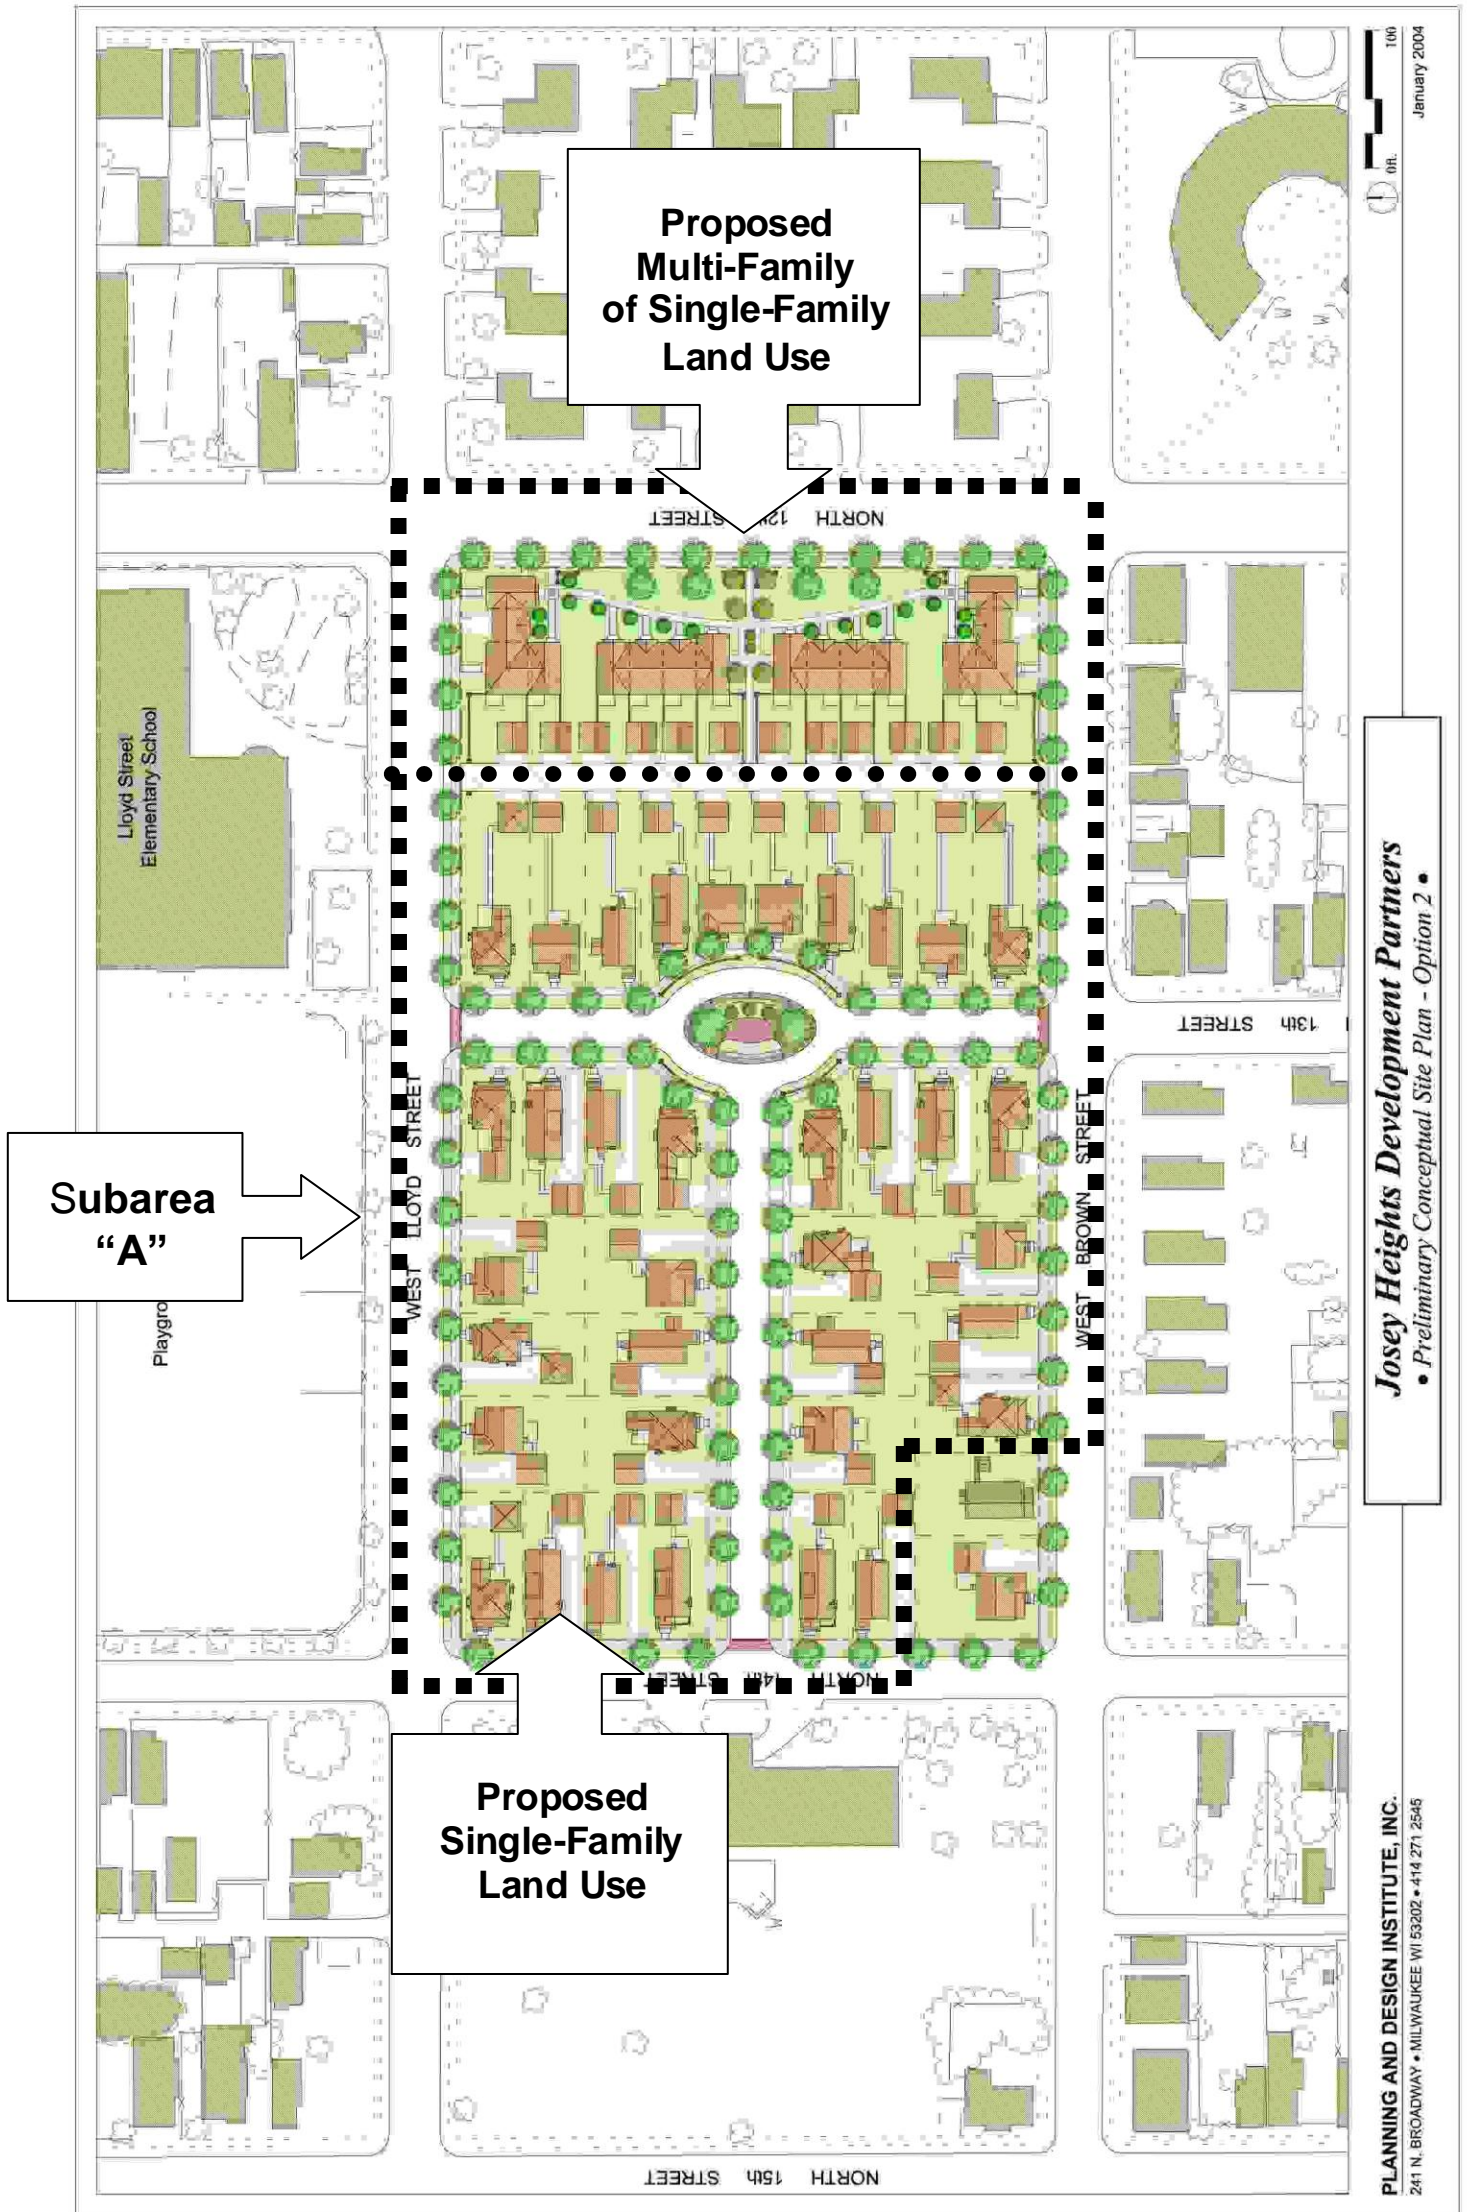 100
0ft.
January 2004
Proposed
Multi-Family
of Single-Family
Land Use
NORTH 12th STREET
Lloyd Street
Elementary School
NORTH 13th STREET
WEST LLOYD STREET
WEST BROWN STREET
Subarea
“A”
NORTH 14th STREET
Proposed
Single-Family
Land Use
NORTH 15th STREET
Josey Heights Development Partners
• Preliminary Conceptual Site Plan - Option 2 •
PLANNING AND DESIGN INSTITUTE, INC.
241 N. BROADWAY • MILWAUKEE WI 53202 • 414 271 2545